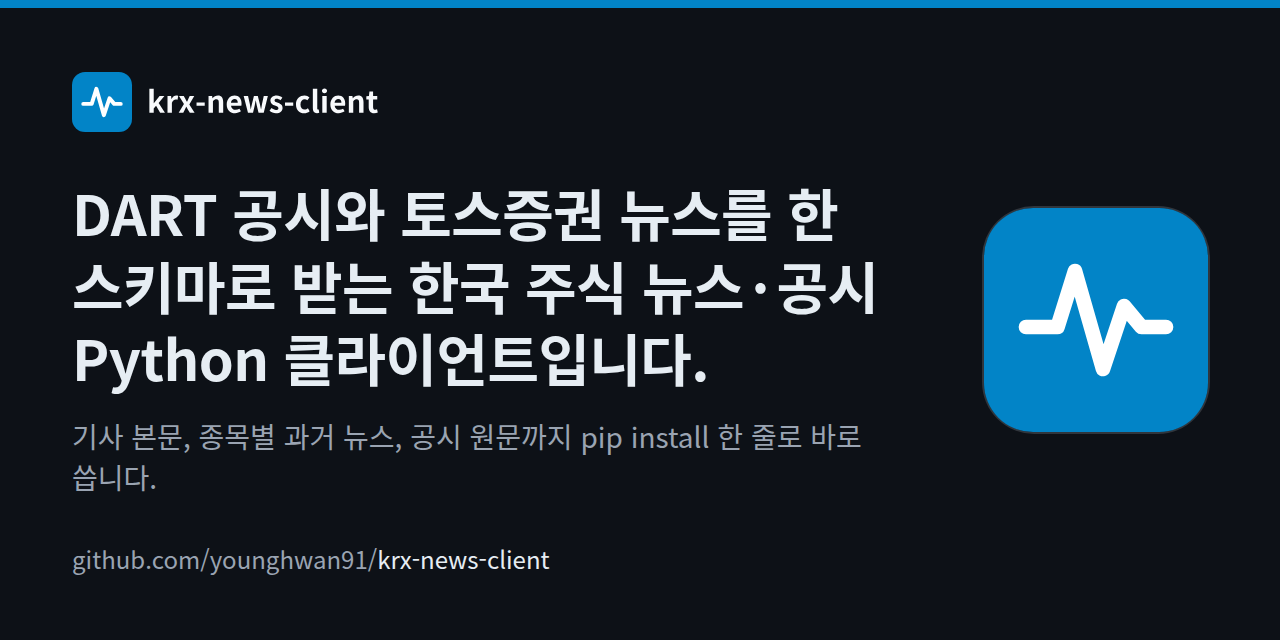 krx-news-client
DART 공시와 토스증권 뉴스를 한
스키마로 받는 한국 주식 뉴스·공시
Python 클라이언트입니다.
기사 본문, 종목별 과거 뉴스, 공시 원문까지 pip install 한 줄로 바로
씁니다.
github.com/younghwan91/krx-news-client